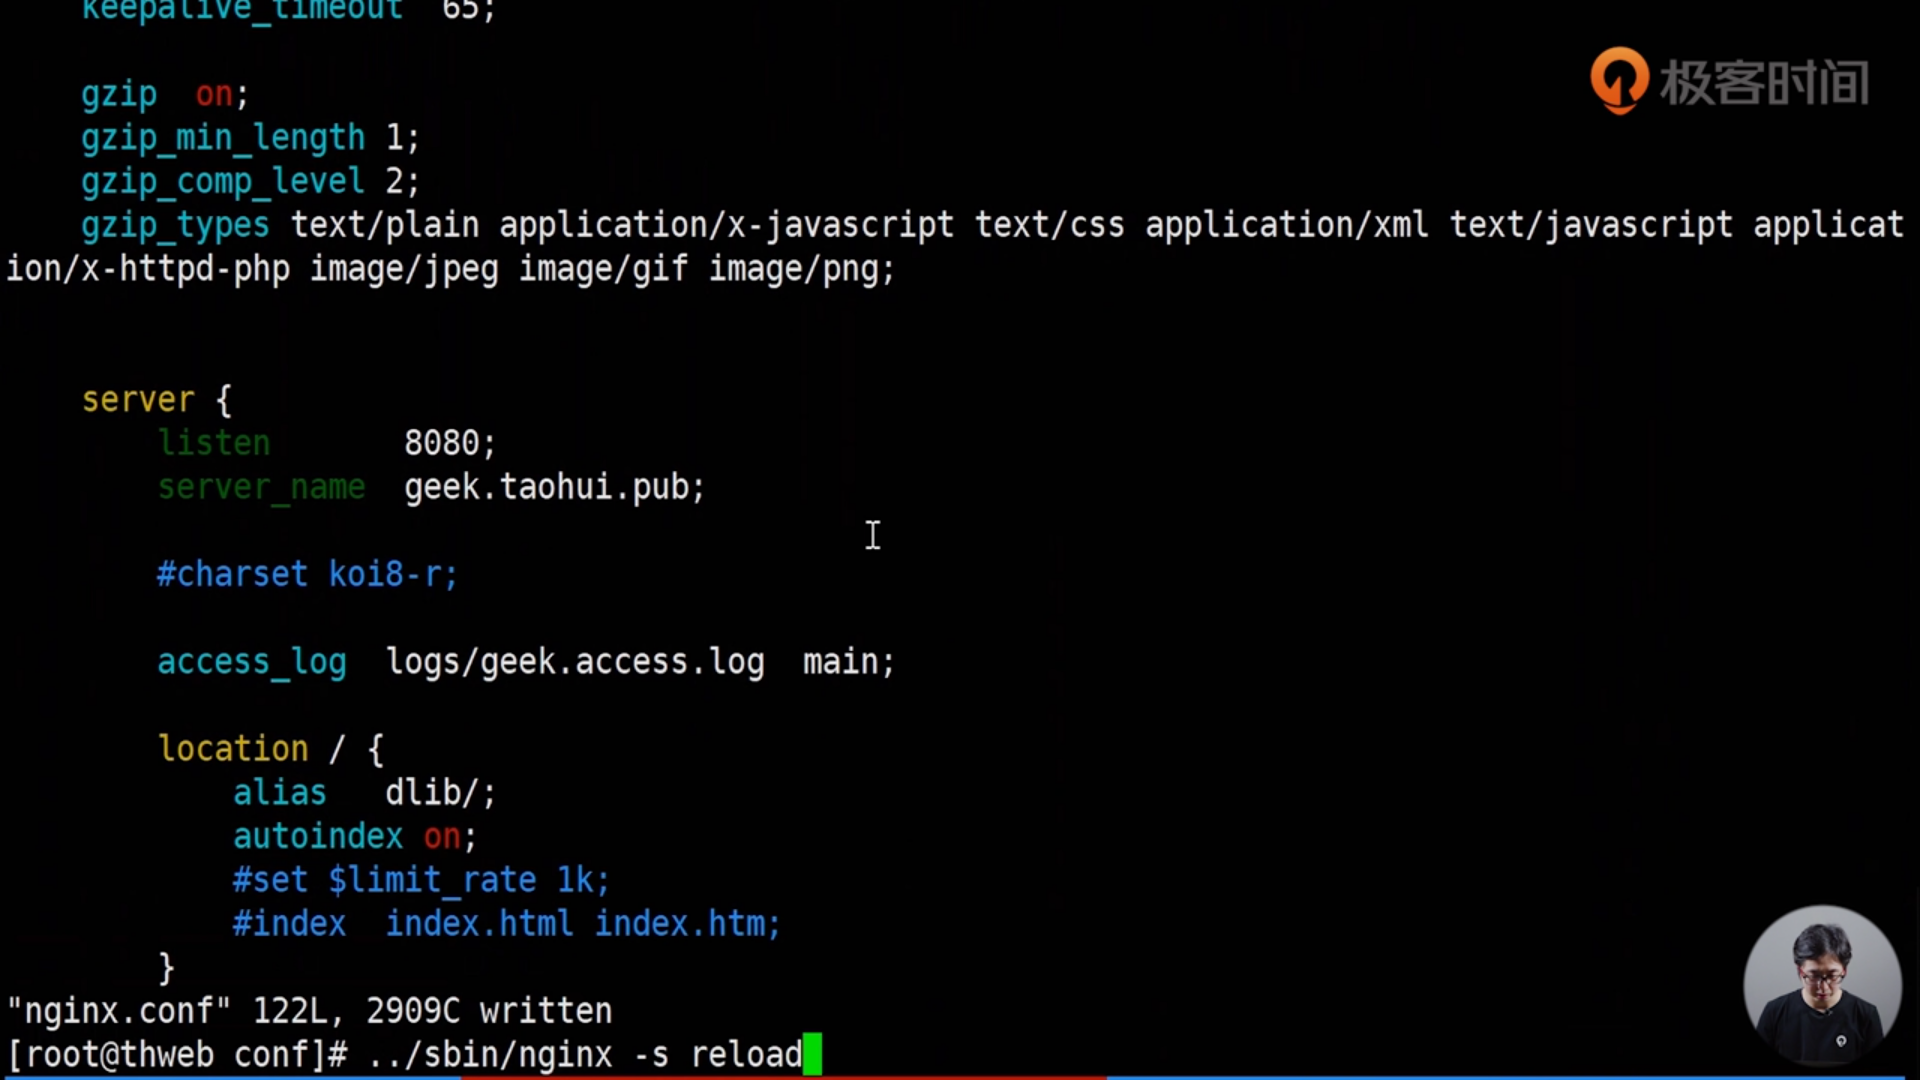 keepalive_timeout  65;
极客时间
gzip  on;
gzip_min_length 1;
gzip_comp_level 2;
gzip_types text/plain application/x-javascript text/css application/xml text/javascript applicat
ion/x-httpd-php image/jpeg image/gif image/png;
server {
listen       8080;
server_name  geek.taohui.pub;
#charset koi8-r;
access_log  logs/geek.access.log  main;
location / {
alias   dlib/;
autoindex on;
#set $limit_rate 1k;
#index  index.html index.htm;
}
"nginx.conf" 122L, 2909C written
[root@thweb conf]# ../sbin/nginx -s reload